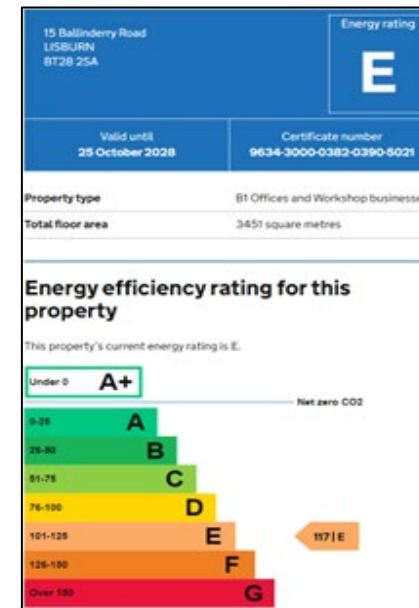 15 Ballinderry Road
LISBURN
BT28 2SA
Energy rating
E
Valid until
25 October 2028
Certificate number
9634-3000-0382-0390-5021
Property type
B1 Offices and Workshop businesse
Total floor area
3451 square metres
Energy efficiency rating for this
property
This property's current energy rating is E.
Under 0 A+
Net zero CO2
0-25 A
26-50 B
51-75 C
76-100 D
101-125 E
117 | E
126-150 F
Over 150 G